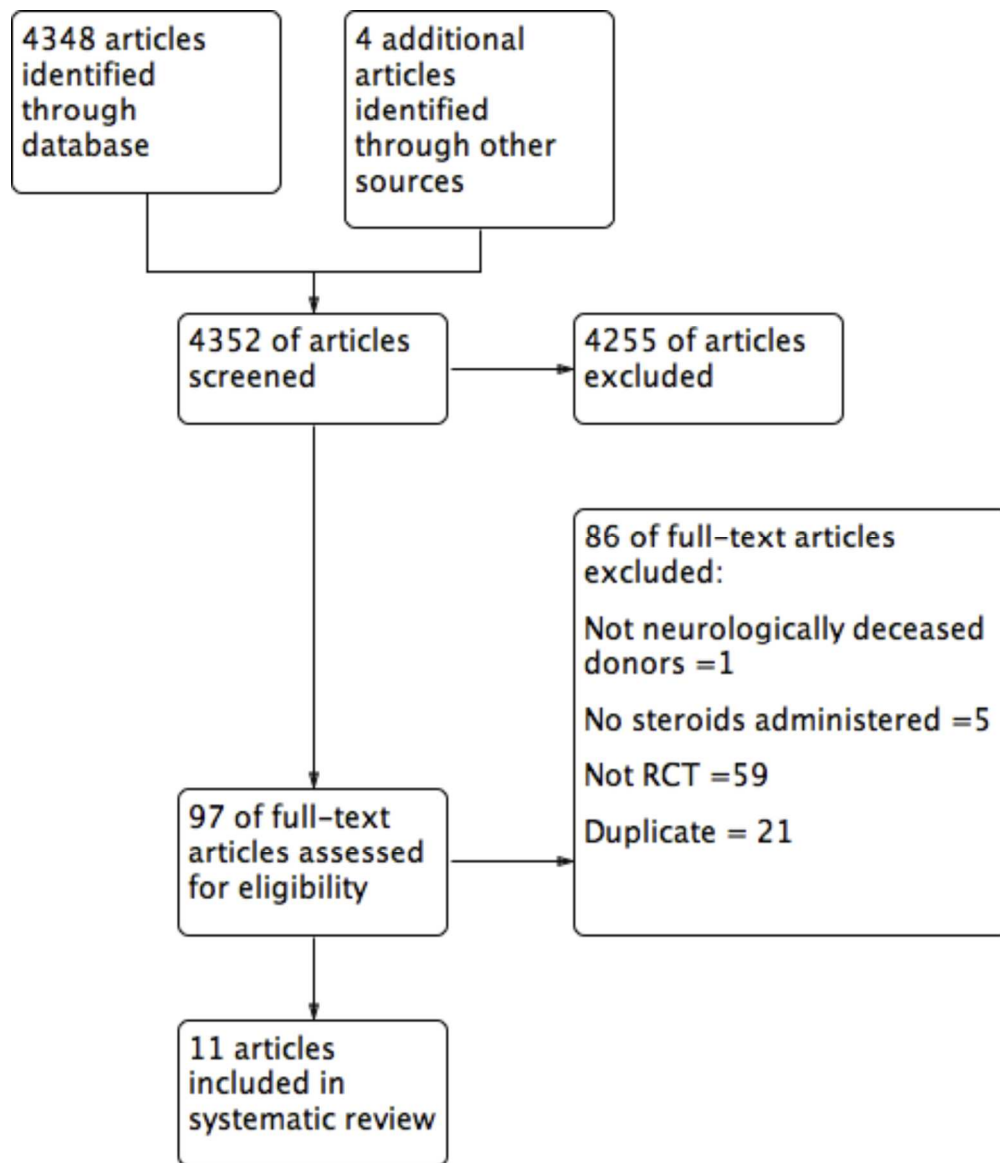 4348 articles
identified
through
database
4 additional
articles
identified
through other
sources
4352 of articles
screened
4255 of articles
excluded
86 of full-text articles
excluded:
Not neurologically deceased
donors =1
No steroids administered =5
Not RCT =59
Duplicate = 21
97 of full-text
articles assessed
for eligibility
11 articles
included in
systematic review